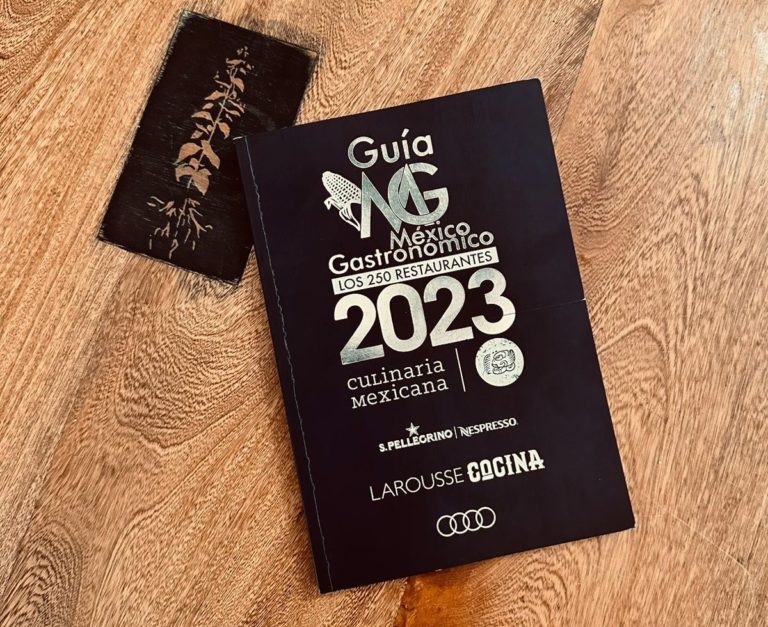 Guía
MG
México
Gastronómico
LOS 250 RESTAURANTES
2023
culinaria
mexicana
S.PELLEGRINO | NESPRESSO.
LAROUSSE COCINA